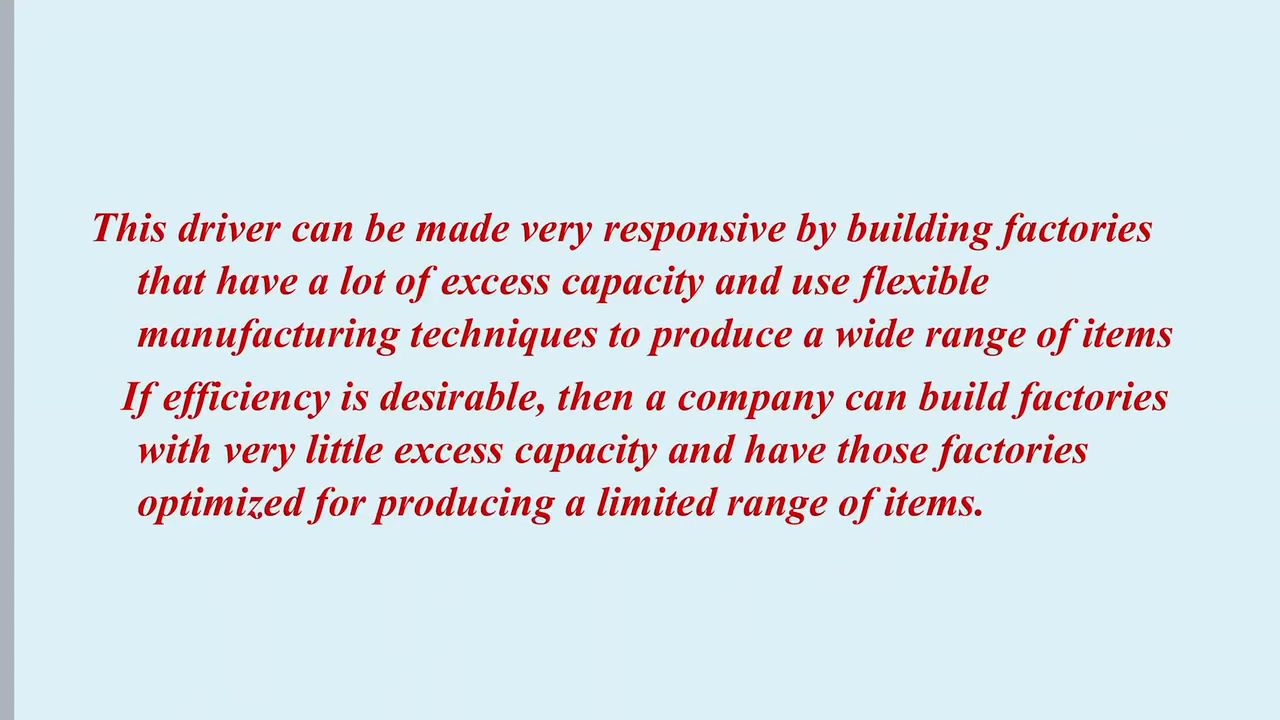 This driver can be made very responsive by building factories
that have a lot of excess capacity and use flexible
manufacturing techniques to produce a wide range of items
If efficiency is desirable, then a company can build factories
with very little excess capacity and have those factories
optimized for producing a limited range of items.